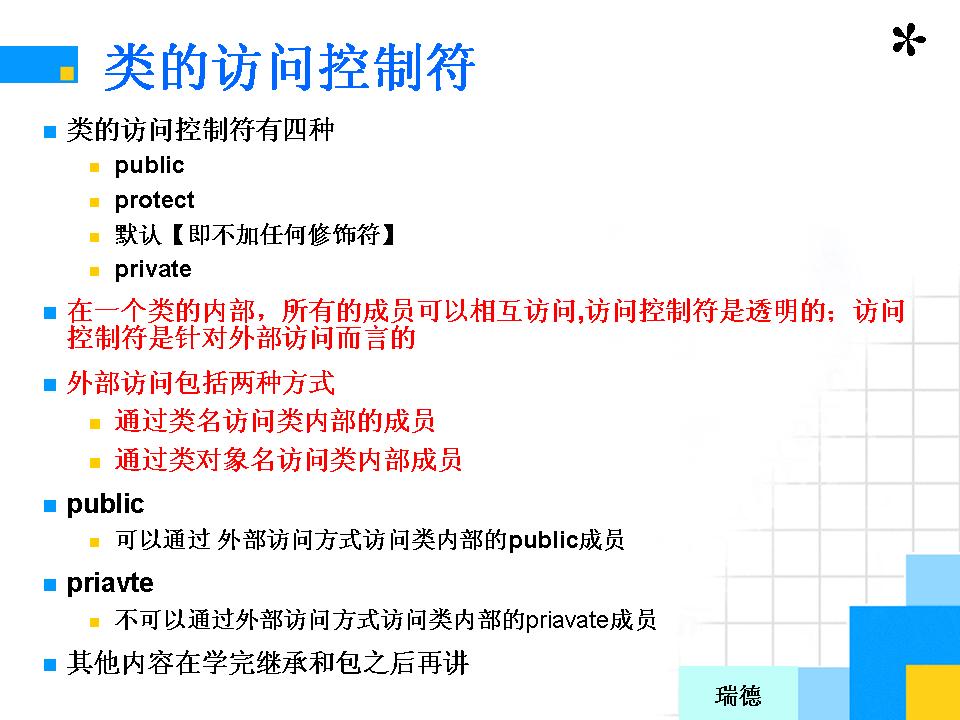 类的访问控制符
*
类的访问控制符有四种
public
protect
默认【即不加任何修饰符】
private
在一个类的内部，所有的成员可以相互访问,访问控制符是透明的；访问
控制符是针对外部访问而言的
外部访问包括两种方式
通过类名访问类内部的成员
通过类对象名访问类内部成员
public
可以通过 外部访问方式访问类内部的public成员
priavte
不可以通过外部访问方式访问类内部的priavate成员
其他内容在学完继承和包之后再讲
瑞德